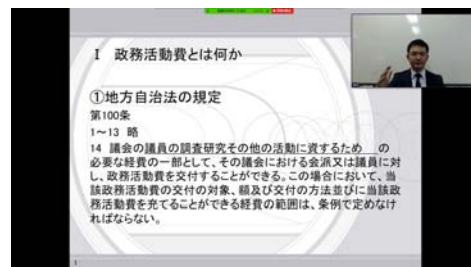 Ⅰ 政務活動費とは何か
①地方自治法の規定
第100条
1～13 略
14 議会の議員の調査研究その他の活動に資するため の
必要な経費の一部として、その議会における会派又は議員に対
し、政務活動費を交付することができる。この場合において、当
該政務活動費の交付の対象、額及び交付の方法並びに当該政
務活動費を充てることができる経費の範囲は、条例で定めなけ
ればならない。
1